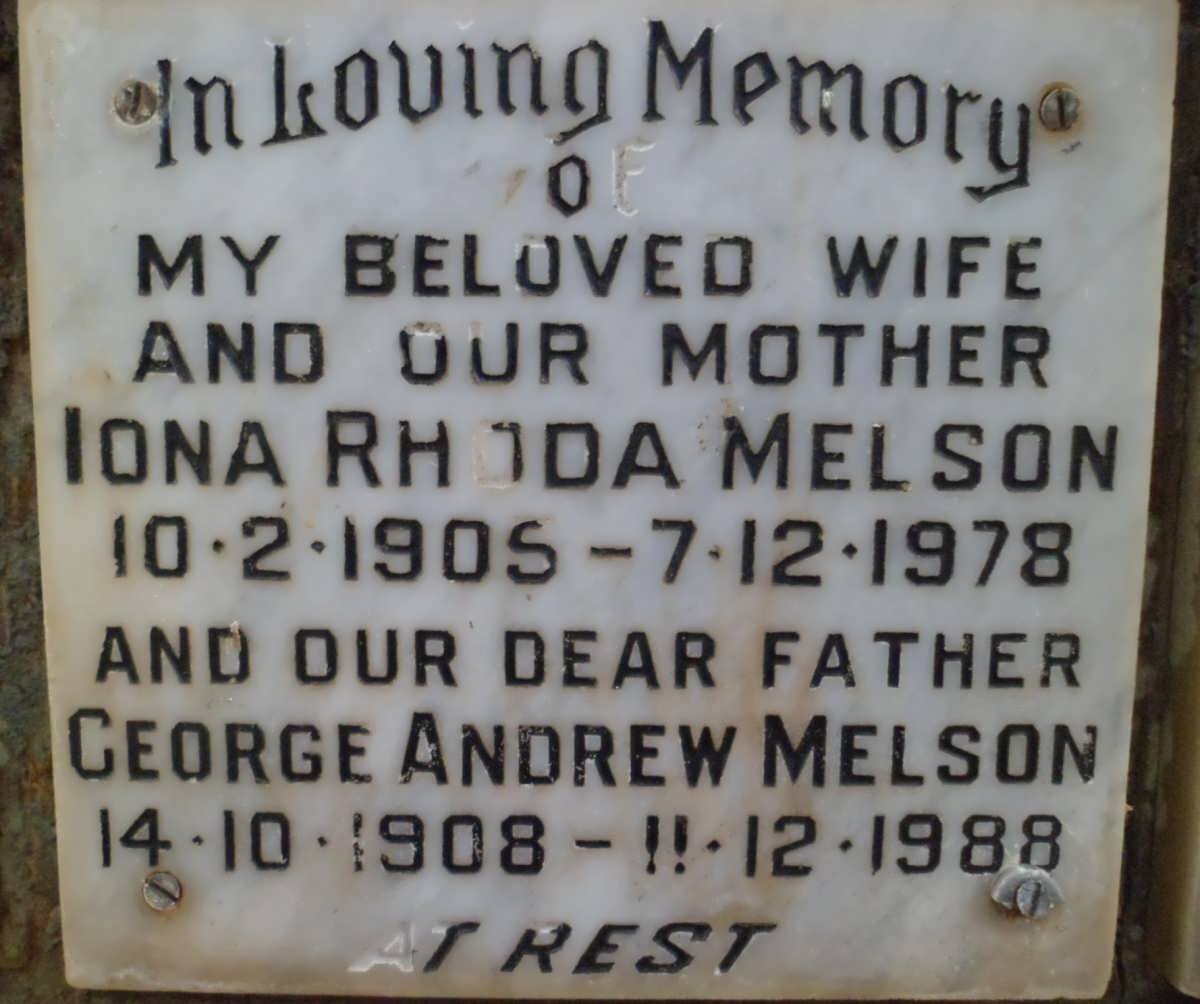 In Loving Memory
of
MY BELOVED WIFE
AND OUR MOTHER
IONA RHODA MELSON
10·2·1905 – 7·12·1978
AND OUR DEAR FATHER
GEORGE ANDREW MELSON
14·10·1908 – 11·12·1988
AT REST